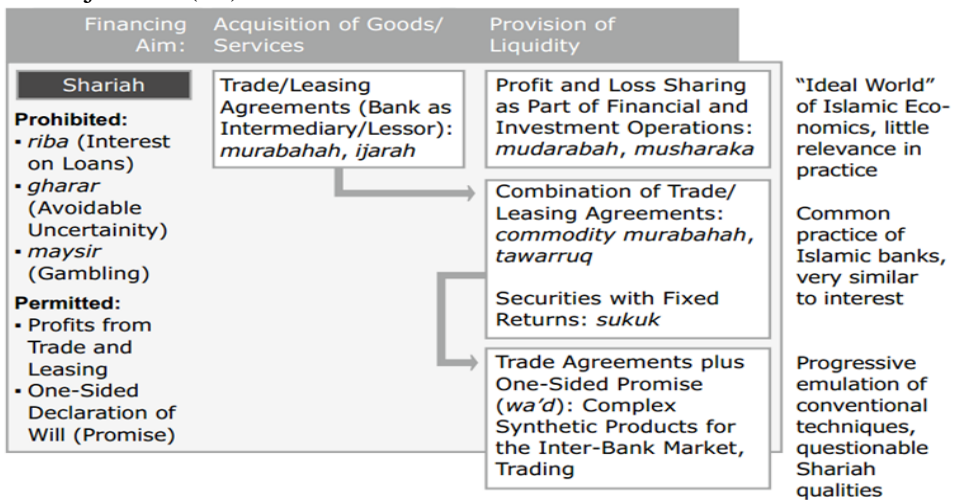 Financing
Aim:
Acquisition of Goods/
Services
Provision of
Liquidity
Shariah
Prohibited:
▪ riba (Interest
on Loans)
▪ gharar
(Avoidable
Uncertainity)
▪ maysir
(Gambling)
Permitted:
▪ Profits from
Trade and
Leasing
▪ One-Sided
Declaration of
Will (Promise)
Trade/Leasing
Agreements (Bank as
Intermediary/Lessor):
murabahah, ijarah
Profit and Loss Sharing
as Part of Financial and
Investment Operations:
mudarabah, musharaka
“Ideal World”
of Islamic Eco-
nomics, little
relevance in
practice
Combination of Trade/
Leasing Agreements:
commodity murabahah,
tawarruq
Securities with Fixed
Returns: sukuk
Common
practice of
Islamic banks,
very similar
to interest
Trade Agreements plus
One-Sided Promise
(wa’d): Complex
Synthetic Products for
the Inter-Bank Market,
Trading
Progressive
emulation of
conventional
techniques,
questionable
Shariah
qualities